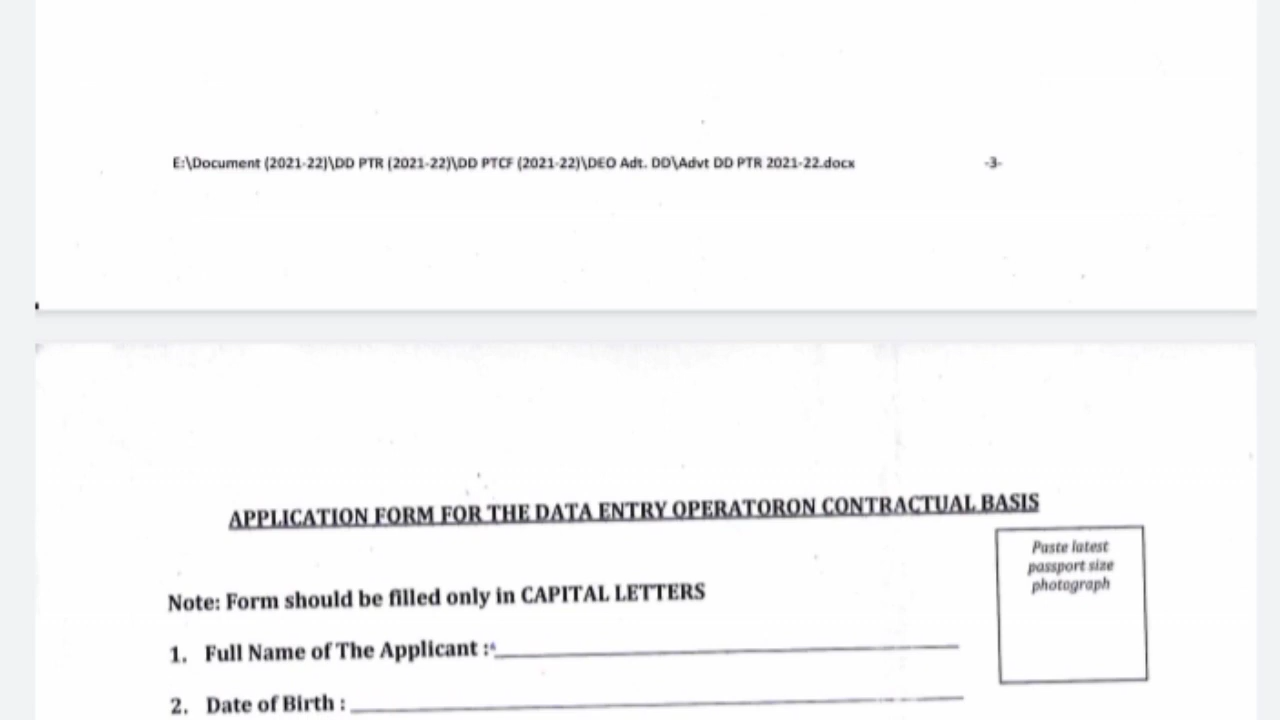 E:\Document (2021-22)\DD PTR (2021-22)\DD PTCF (2021-22)\DEO Adt. DD\Advt DD PTR 2021-22.docx -3-
APPLICATION FORM FOR THE DATA ENTRY OPERATORON CONTRACTUAL BASIS
Paste latest
passport size
photograph
Note: Form should be filled only in CAPITAL LETTERS
1. Full Name of The Applicant :
2. Date of Birth :